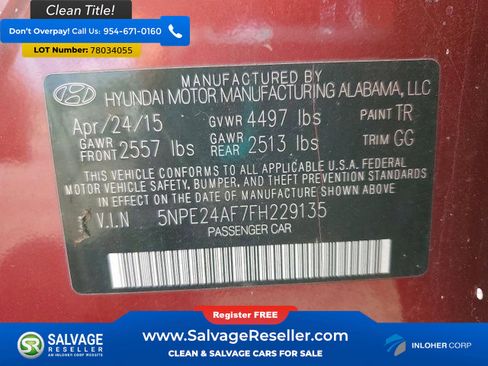 Clean Title!
Don't Overpay! Call Us: 954-671-0160
Lot Number: 78034055
MANUFACTURED BY
HYUNDAI MOTOR MANUFACTURING ALABAMA, LLC
Apr/24/15 GVWR 4497 lbs PAINT TR
GAWR FRONT 2557 lbs GAWR REAR 2513 lbs TRIM GG
THIS VEHICLE CONFORMS TO ALL APPLICABLE U.S.A. FEDERAL
MOTOR VEHICLE SAFETY, BUMPER, AND THEFT PREVENTION
STANDARDS IN EFFECT ON THE DATE OF MANUFACTURE SHOWN ABOVE.
V.I.N 5NPE24AF7FH229135
PASSENGER CAR
Register FREE
SALVAGE RESELLER
AN INLOHER CORP WEBSITE
www.SalvageReseller.com
CLEAN & SALVAGE CARS FOR SALE
INLOHER CORP.